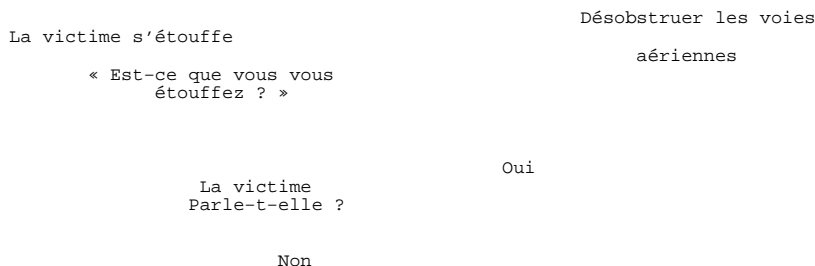 Désobstruer les voies
aériennes
La victime s'étouffe
« Est-ce que vous vous
étouffez ? »
Oui
La victime
Parle-t-elle ?
Non